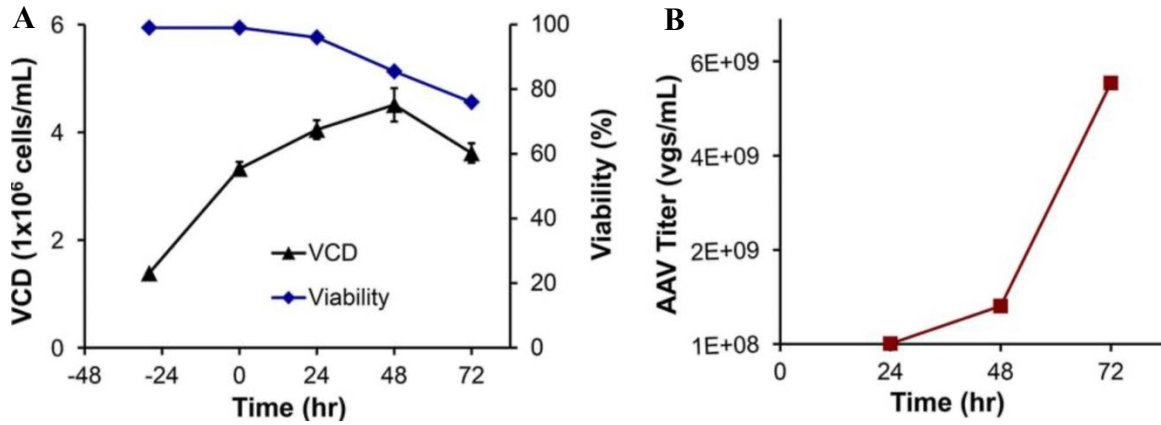 A
6
4
2
0
VCD (1x10⁶ cells/mL)
100
80
60
40
20
0
Viability (%)
VCD
Viability
-48 -24 0 24 48 72
Time (hr)
B
6E+09
4E+09
2E+09
1E+08
AAV Titer (vgs/mL)
0 24 48 72
Time (hr)